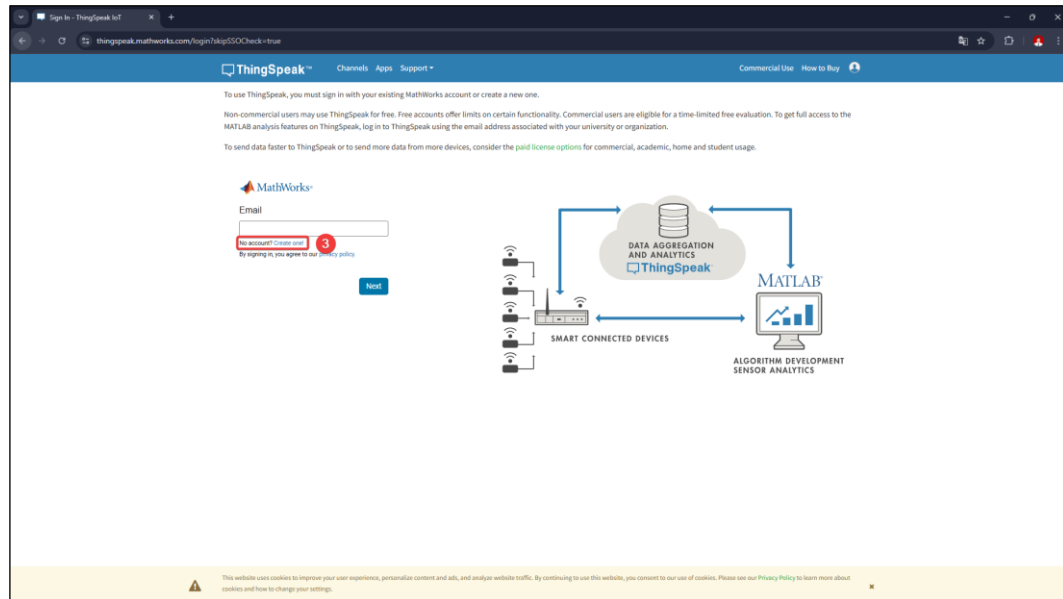 Sign In - ThingSpeak IoT
thingspeak.mathworks.com/login?skipSSOCheck=true
ThingSpeak™ Channels Apps Support Commercial Use How to Buy
To use ThingSpeak, you must sign in with your existing MathWorks account or create a new one.
Non-commercial users may use ThingSpeak for free. Free accounts offer limits on certain functionality. Commercial users are eligible for a time-limited free evaluation. To get full access to the
MATLAB analysis features on ThingSpeak, log in to ThingSpeak using the email address associated with your university or organization.
To send data faster to ThingSpeak or to send more data from more devices, consider the paid license options for commercial, academic, home and student usage.
MathWorks®
Email
No account? Create one!
3
By signing in, you agree to our privacy policy.
Next
DATA AGGREGATION
AND ANALYTICS
ThingSpeak
MATLAB
SMART CONNECTED DEVICES
ALGORITHM DEVELOPMENT
SENSOR ANALYTICS
This website uses cookies to improve your user experience, personalize content and ads, and analyze website traffic. By continuing to use this website, you consent to our use of cookies. Please see our Privacy Policy to learn more about
cookies and how to change your settings.